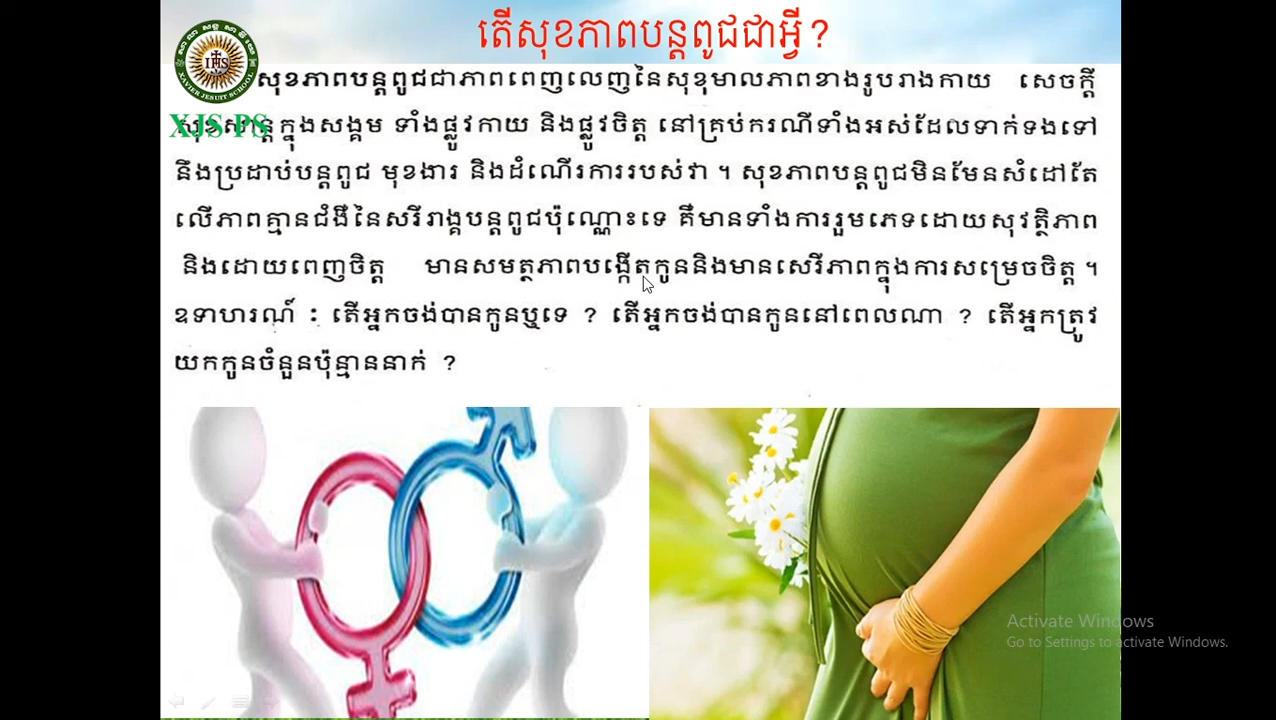 តើសុខភាពបន្តពូជជាអ្វី?
សុខភាពបន្តពូជជាភាពពេញលេញនៃសុខុមាលភាពខាងរូបរាងកាយ សេចក្តី
សុខសាន្តក្នុងសង្គម ទាំងផ្លូវកាយ និងផ្លូវចិត្ត នៅគ្រប់ករណីទាំងអស់ដែលទាក់ទងទៅ
នឹងប្រដាប់បន្តពូជ មុខងារ និងដំណើរការរបស់វា ។ សុខភាពបន្តពូជមិនមែនសំដៅតែ
លើភាពគ្មានជំងឺនៃសរីរាង្គបន្តពូជប៉ុណ្ណោះទេ គឺមានទាំងការរួមភេទដោយសុវត្ថិភាព
និងដោយពេញចិត្ត មានសមត្ថភាពបង្កើតកូននិងមានសេរីភាពក្នុងការសម្រេចចិត្ត ។
ឧទាហរណ៍ : តើអ្នកចង់បានកូនឬទេ ? តើអ្នកចង់បានកូននៅពេលណា ? តើអ្នកត្រូវ
យកកូនចំនួនប៉ុន្មាននាក់ ?
XJS-PS
IHS
XAVIER JESUIT SCHOOL
Activate Windows
Go to Settings to activate Windows.